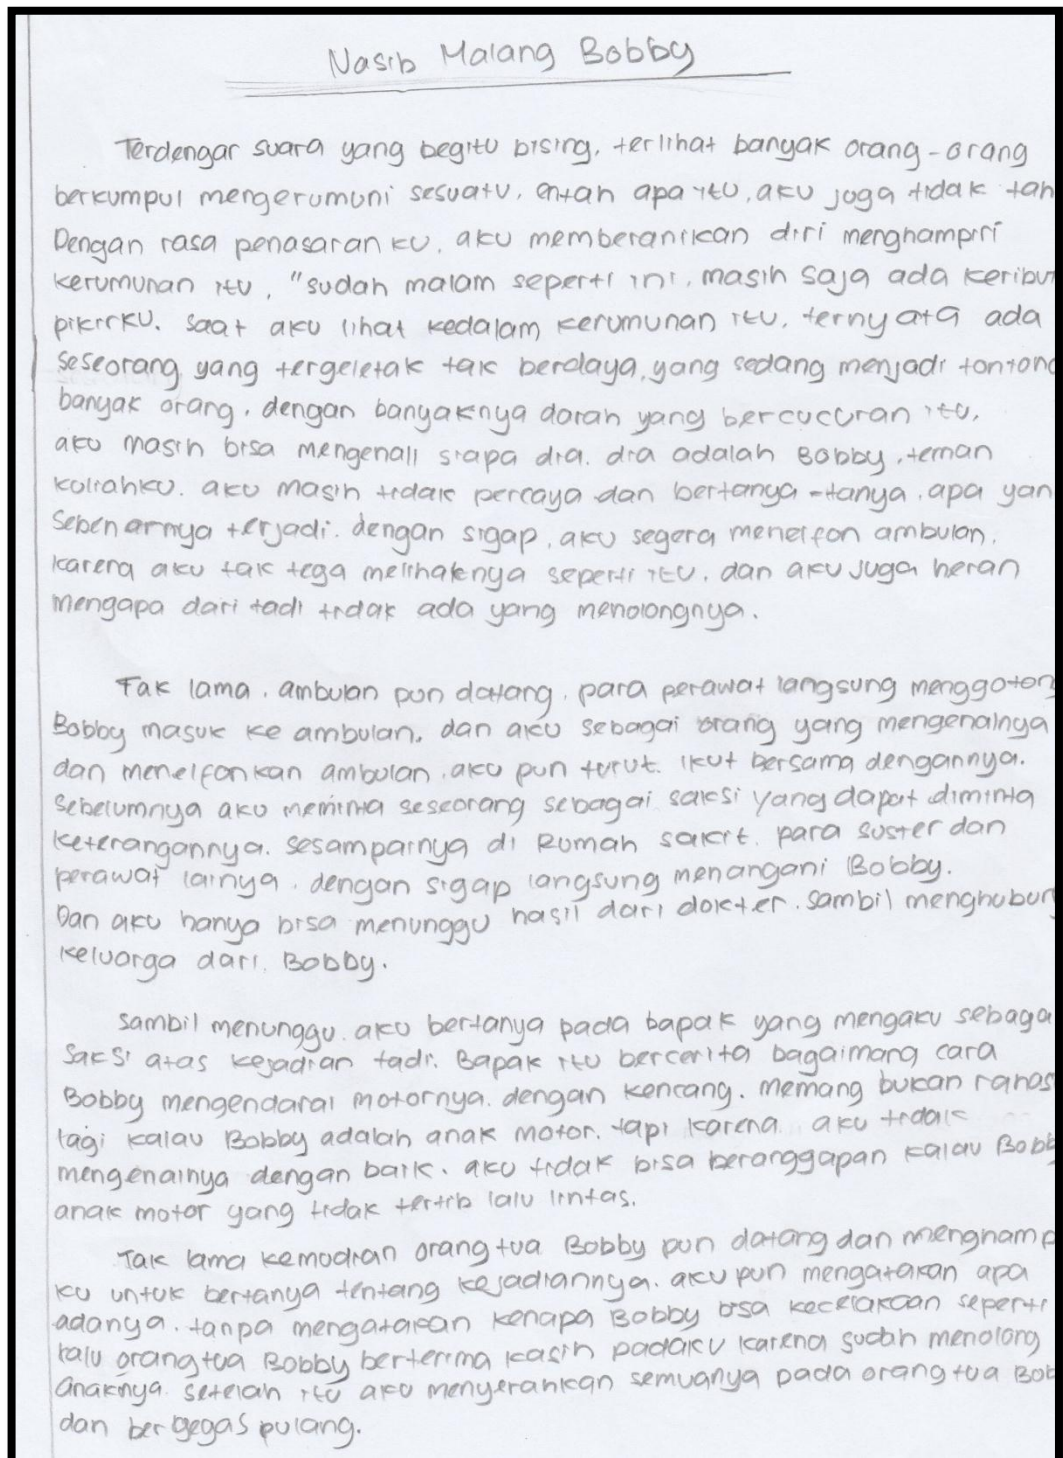 Nasib Malang Bobby
Terdengar suara yang begitu bising, terlihat banyak orang-orang
berkumpul mengerumuni sesuatu, entah apa itu, aku juga tidak tah
Dengan rasa penasaran ku, aku memberanikan diri menghampiri
kerumunan itu, "sudah malam seperti ini, masih saja ada keribut
pikirku. Saat aku lihat kedalam kerumunan itu, ternyata ada
seseorang yang tergeletak tak berdaya, yang sedang menjadi tontona
banyak orang, dengan banyaknya darah yang bercucuran itu,
aku masih bisa mengenali siapa dia. dia adalah Bobby, teman
kuliahku. aku masih tidak percaya dan bertanya-tanya, apa yan
Sebenarnya terjadi. dengan sigap, aku segera menelfon ambulan,
karena aku tak tega melihatnya seperti itu, dan aku juga heran
mengapa dari tadi tidak ada yang menolongnya.
Tak lama, ambulan pun datang, para perawat langsung menggoton
Bobby masuk ke ambulan, dan aku sebagai orang yang mengenalnya
dan menelfonkan ambulan, aku pun turut ikut bersama dengannya.
Sebelumnya aku meminta seseorang sebagai saksi yang dapat diminta
keterangannya. sesampainya di Rumah sakit, para suster dan
perawat lainya, dengan sigap langsung menangani Bobby.
Dan aku hanya bisa menunggu hasil dari dokter, sambil menghubun
keluarga dari Bobby.
Sambil menunggu, aku bertanya pada bapak yang mengaku sebaga
Saksi atas kejadian tadi. Bapak itu bercerita bagaimana cara
Bobby mengendarai motornya dengan kencang. memang bukan rahas
lagi kalau Bobby adalah anak motor, tapi karena aku tidak
mengenalnya dengan baik, aku tidak bisa beranggapan kalau Bobb
anak motor yang tidak tertib lalu lintas.
Tak lama kemudian orang tua Bobby pun datang dan menghamp
ku untuk bertanya tentang kejadiannya. aku pun mengatakan apa
adanya, tanpa mengatakan kenapa Bobby bisa kecelakaan seperti
lalu orang tua Bobby berterima kasih padaku karena sudah menolong
anaknya. setelah itu aku menyerahkan semuanya pada orang tua Bob
dan bergegas pulang.